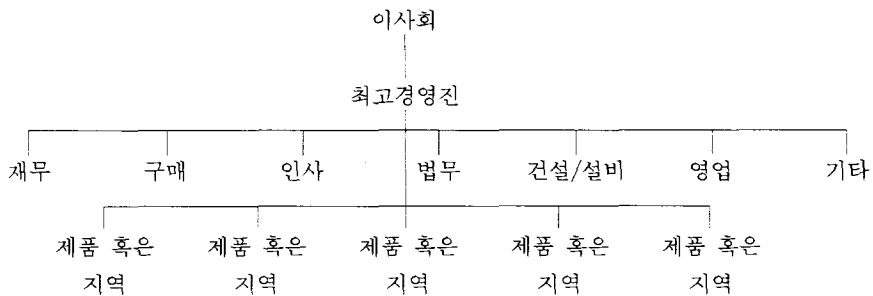 이사회
최고경영진
재무 구매 인사 법무 건설/설비 영업 기타
제품 혹은 제품 혹은 제품 혹은 제품 혹은 제품 혹은
지역 지역 지역 지역 지역